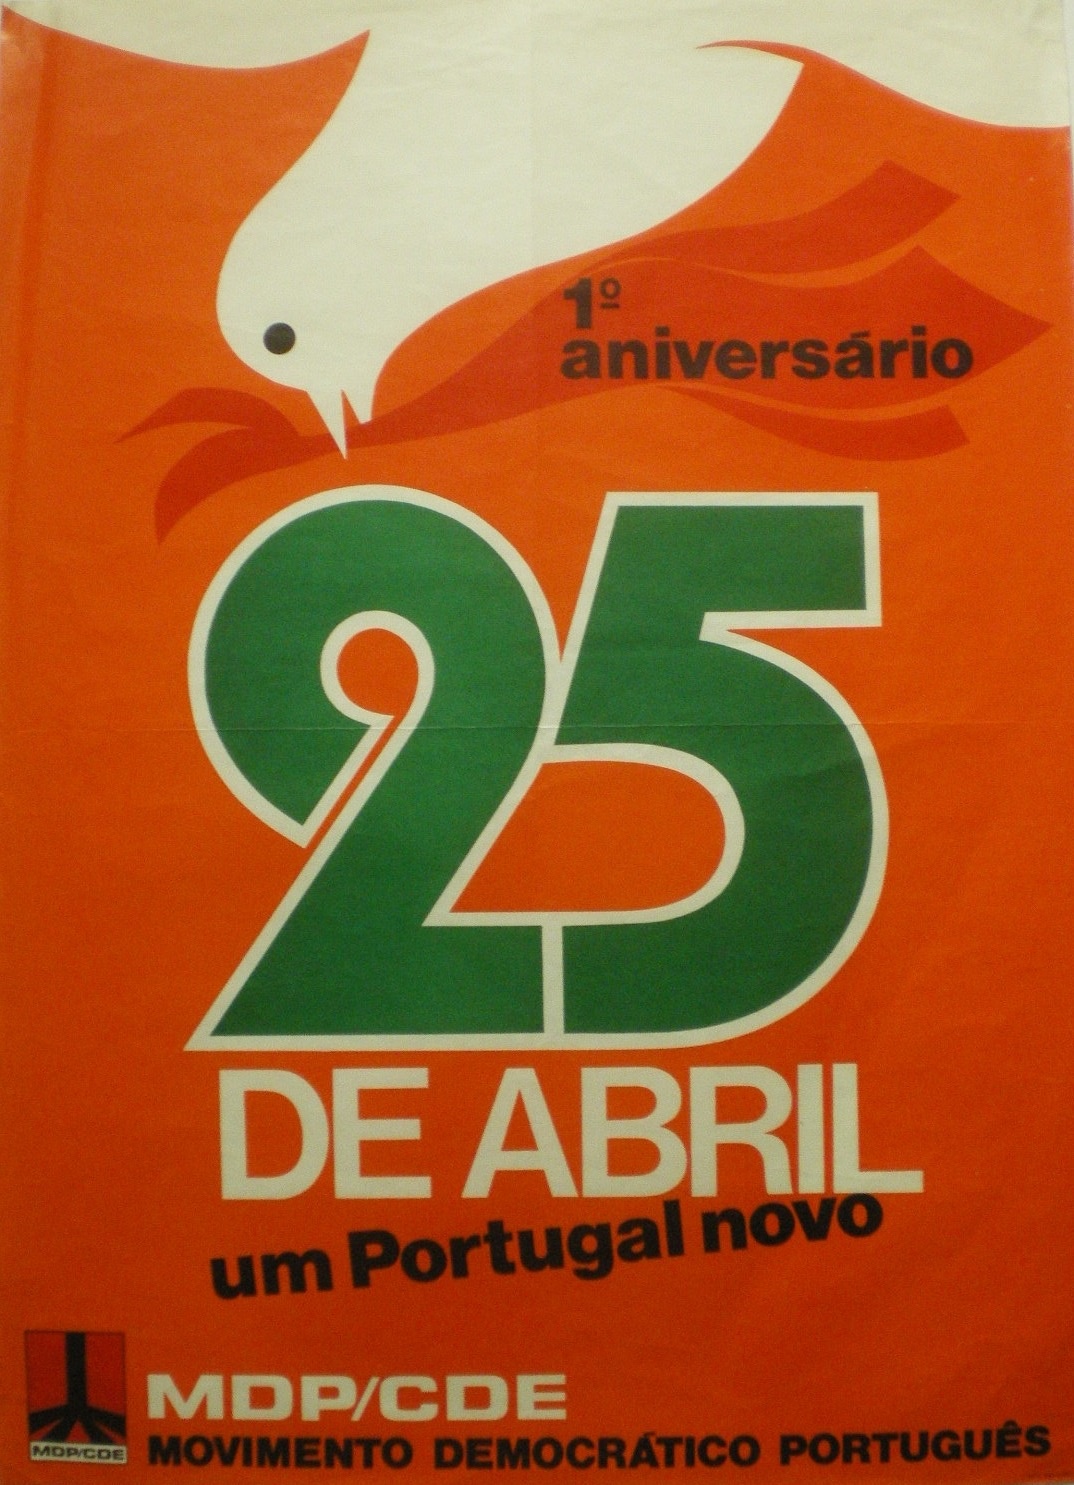 1º
aniversário
25
DE ABRIL
um Portugal novo
MDP/CDE
MDP/CDE
MOVIMENTO DEMOCRÁTICO PORTUGUÊS